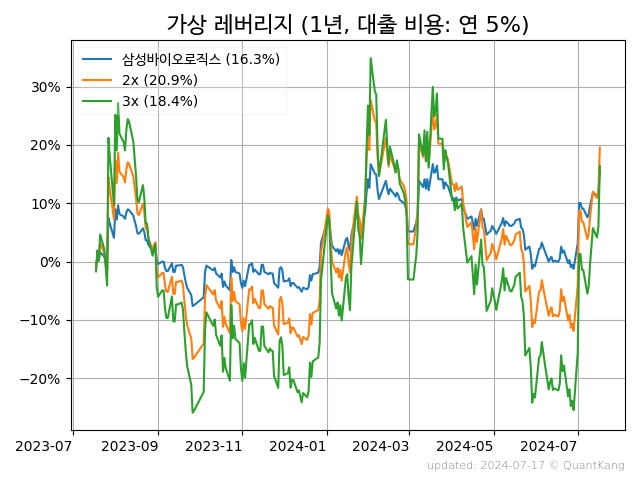 가상 레버리지 (1년, 대출 비용: 연 5%)
삼성바이오로직스 (16.3%)
2x (20.9%)
3x (18.4%)
30%
20%
10%
0%
−10%
−20%
2023-07 2023-09 2023-11 2024-01 2024-03 2024-05 2024-07
updated: 2024-07-17 © QuantKang